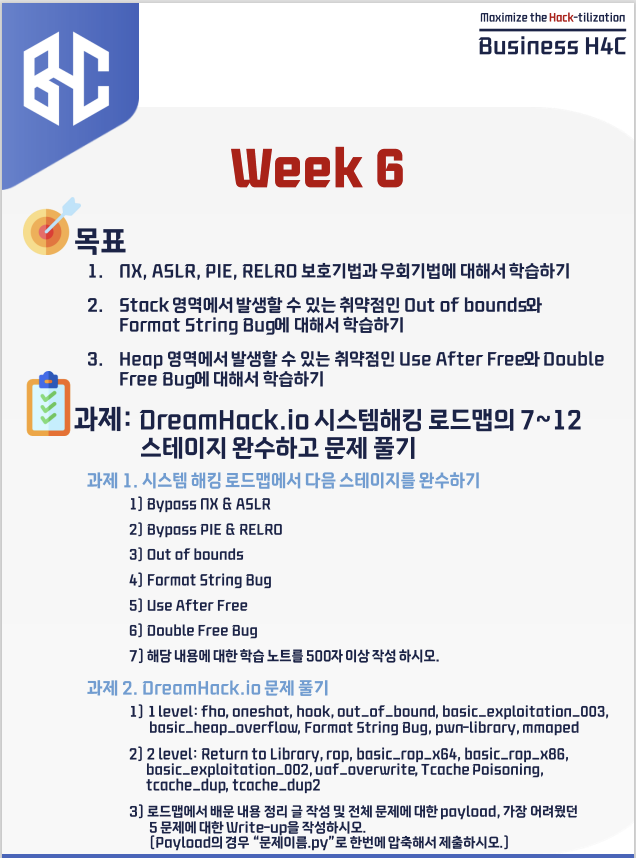 Maximize the Hack-tilization
Business H4C
BHC
Week 6
목표
1. NX, ASLR, PIE, RELRO 보호기법과 우회기법에 대해서 학습하기
2. Stack 영역에서 발생할 수 있는 취약점인 Out of bounds와
Format String Bug에 대해서 학습하기
3. Heap 영역에서 발생할 수 있는 취약점인 Use After Free와 Double
Free Bug에 대해서 학습하기
과제: DreamHack.io 시스템해킹 로드맵의 7~12
스테이지 완수하고 문제 풀기
과제 1. 시스템 해킹 로드맵에서 다음 스테이지를 완수하기
1) Bypass NX & ASLR
2) Bypass PIE & RELRO
3) Out of bounds
4) Format String Bug
5) Use After Free
6) Double Free Bug
7) 해당 내용에 대한 학습 노트를 500자 이상 작성 하시오.
과제 2. DreamHack.io 문제 풀기
1) 1 level: fho, oneshot, hook, out_of_bound, basic_exploitation_003,
basic_heap_overflow, Format String Bug, pwn-library, mmaped
2) 2 level: Return to Library, rop, basic_rop_x64, basic_rop_x86,
basic_exploitation_002, uaf_overwrite, Tcache Poisoning,
tcache_dup, tcache_dup2
3) 로드맵에서 배운 내용 정리 글 작성 및 전체 문제에 대한 payload, 가장 어려웠던
5 문제에 대한 Write-up을 작성하시오.
(Payload의 경우 “문제이름.py”로 한번에 압축해서 제출하시오.)